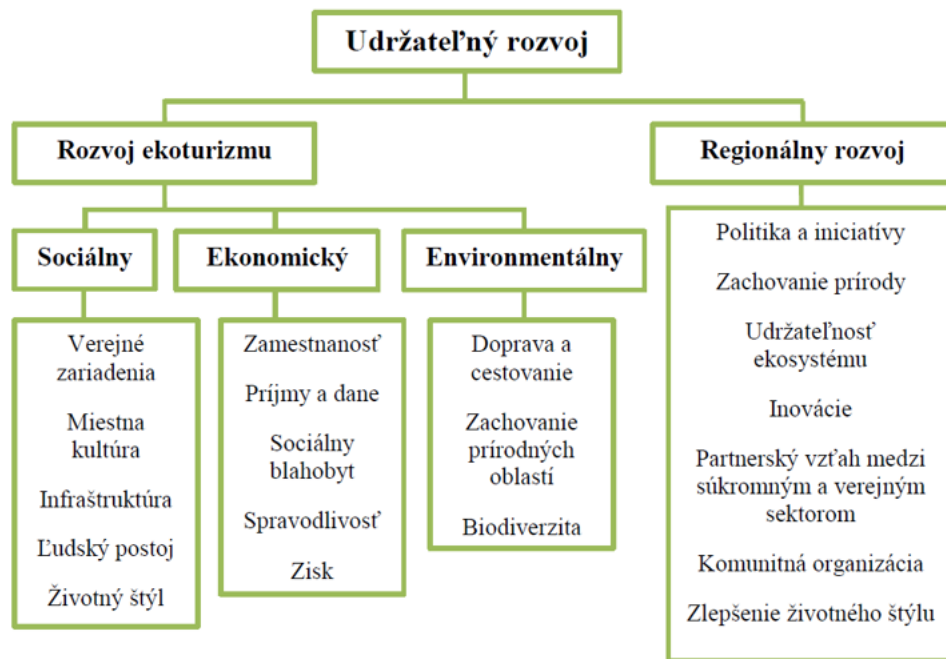 Udržateľný rozvoj
Rozvoj ekoturizmu
Regionálny rozvoj
Sociálny
Ekonomický
Environmentálny
Verejné
zariadenia
Miestna
kultúra
Infraštruktúra
Ľudský postoj
Životný štýl
Zamestnanosť
Príjmy a dane
Sociálny
blahobyt
Spravodlivosť
Zisk
Doprava a
cestovanie
Zachovanie
prírodných
oblastí
Biodiverzita
Politika a iniciatívy
Zachovanie prírody
Udržateľnosť
ekosystému
Inovácie
Partnerský vzťah medzi
súkromným a verejným
sektorom
Komunitná organizácia
Zlepšenie životného štýlu